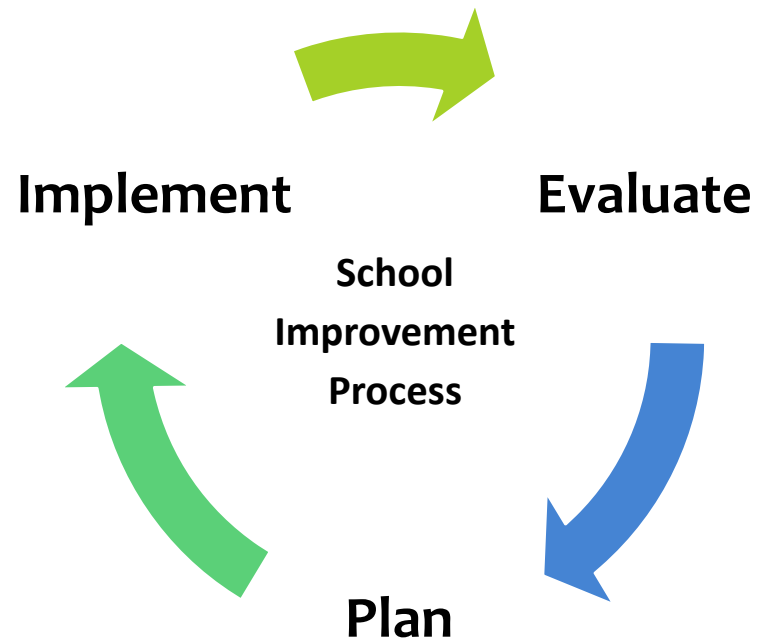 Implement
Evaluate
School
Improvement
Process
Plan